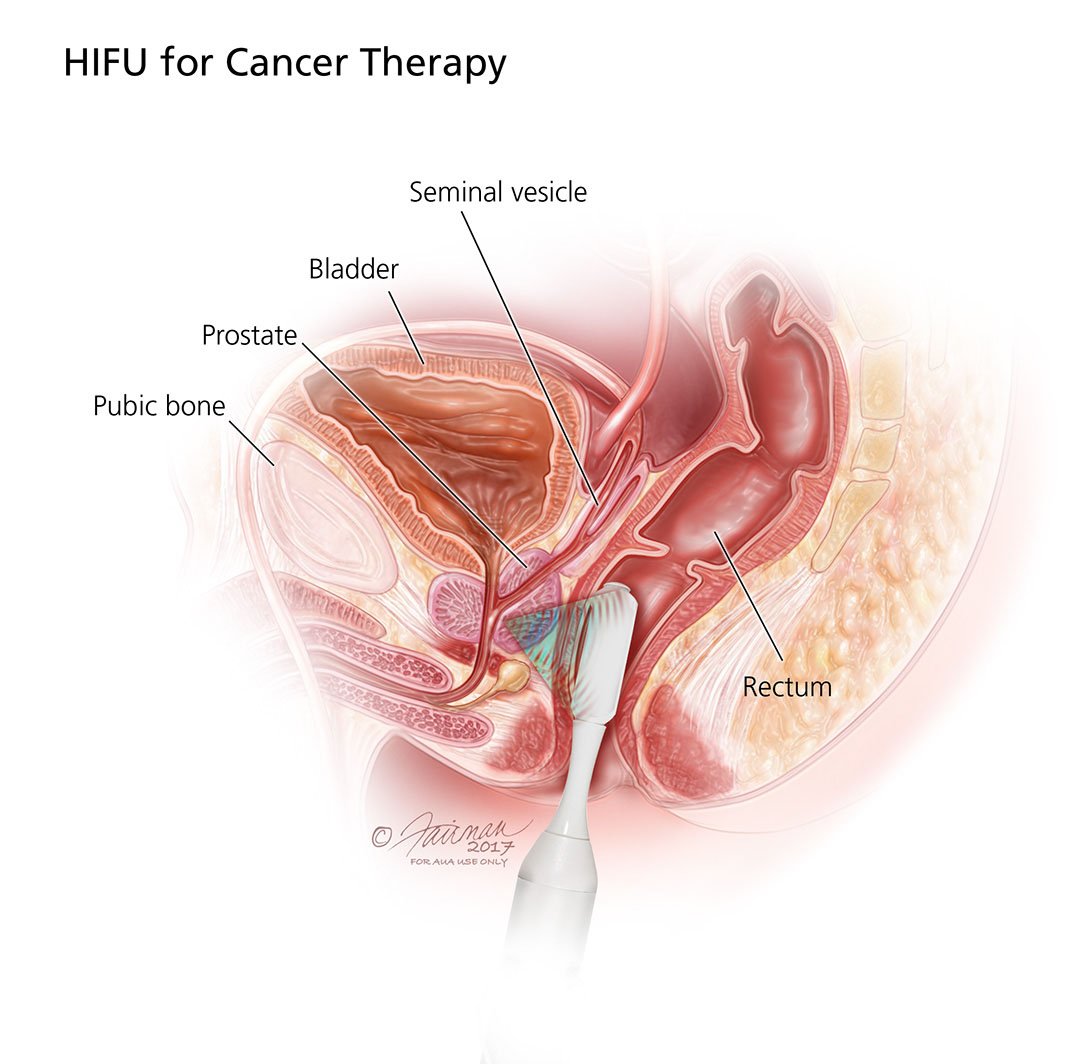 HIFU for Cancer Therapy
Seminal vesicle
Bladder
Prostate
Pubic bone
Rectum
© Fairman
2017
FOR AUA USE ONLY